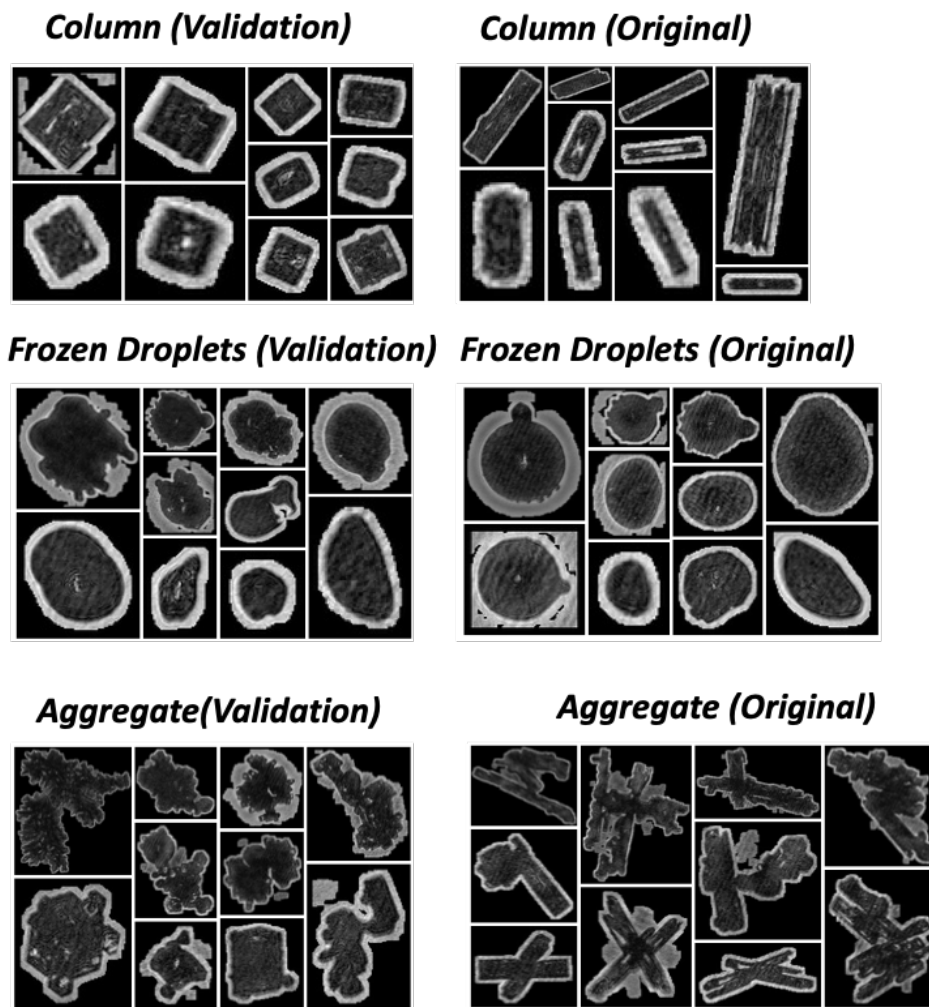 Column (Validation)
Column (Original)
Frozen Droplets (Validation)
Frozen Droplets (Original)
Aggregate(Validation)
Aggregate (Original)